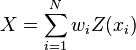 X = \sum_{i=1}^{N} w_i Z(x_i)